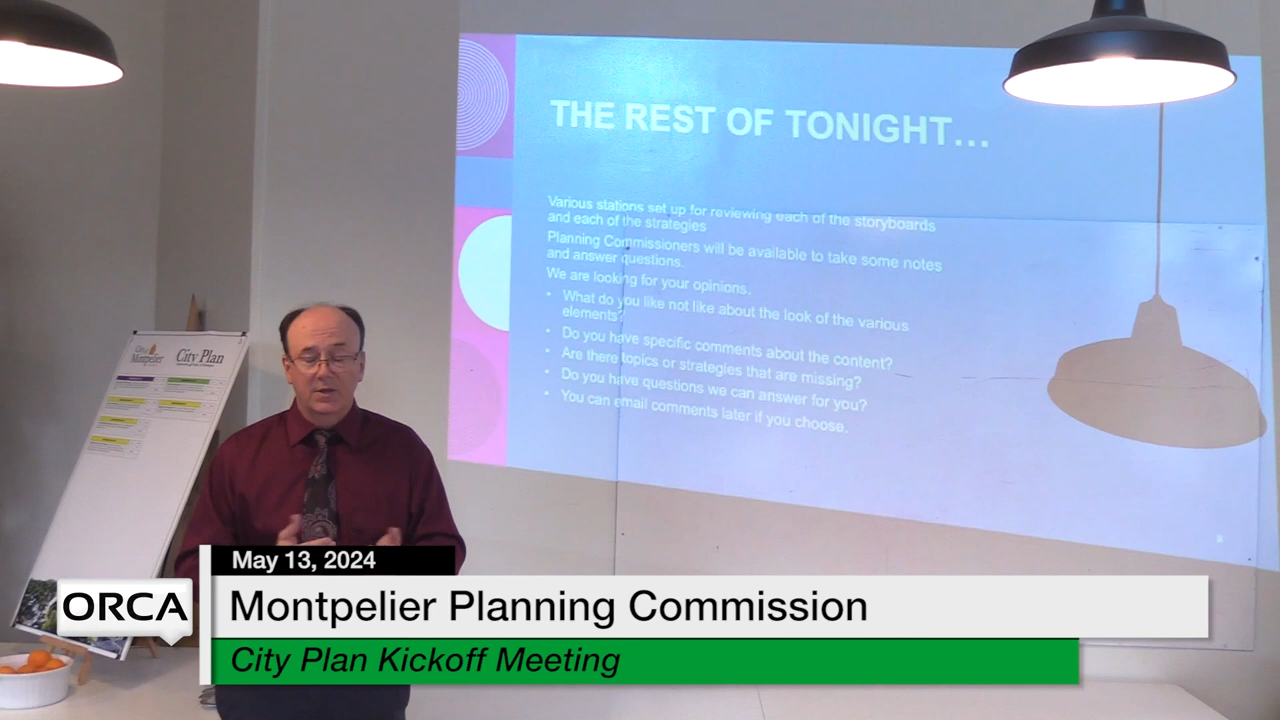 THE REST OF TONIGHT...
Various stations set up for reviewing each of the storyboards
and each of the strategies
Planning Commissioners will be available to take some notes
and answer questions.
We are looking for your opinions.
• What do you like not like about the look of the various
elements?
• Do you have specific comments about the content?
• Are there topics or strategies that are missing?
• Do you have questions we can answer for you?
• You can email comments later if you choose.
Montpelier
City Plan
May 13, 2024
ORCA
Montpelier Planning Commission
City Plan Kickoff Meeting